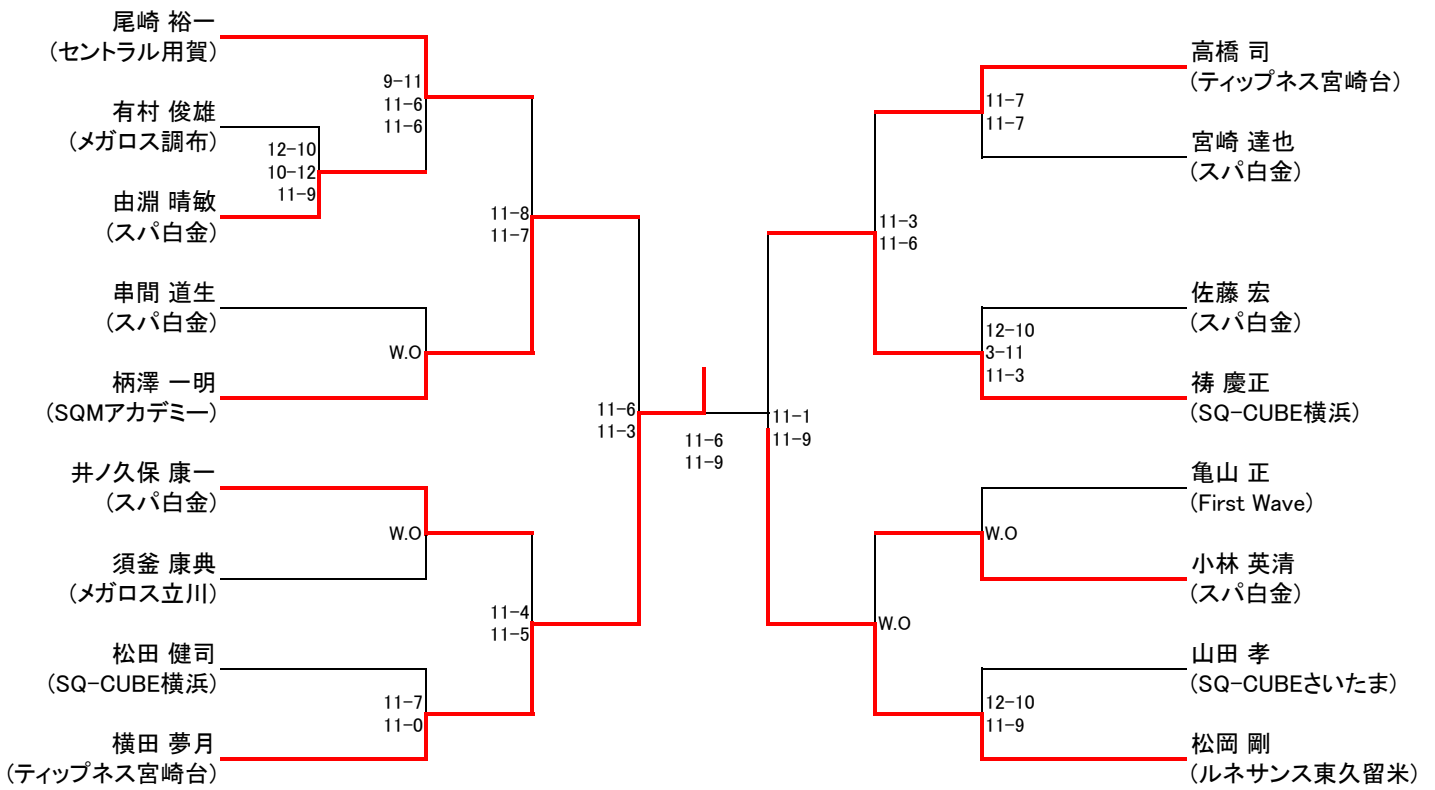 尾崎 裕一
(セントラル用賀)
9-11
11-6
11-6
有村 俊雄
(メガロス調布)
12-10
10-12
11-9
由淵 晴敏
(スパ白金)
11-8
11-7
串間 道生
(スパ白金)
W.O
柄澤 一明
(SQMアカデミー)
11-6
11-3
井ノ久保 康一
(スパ白金)
W.O
須釜 康典
(メガロス立川)
11-4
11-5
松田 健司
(SQ-CUBE横浜)
11-7
11-0
横田 夢月
(ティップネス宮崎台)
11-6
11-9
高橋 司
(ティップネス宮崎台)
11-7
11-7
宮崎 達也
(スパ白金)
11-3
11-6
佐藤 宏
(スパ白金)
12-10
3-11
11-3
祷 慶正
(SQ-CUBE横浜)
11-1
11-9
亀山 正
(First Wave)
W.O
小林 英清
(スパ白金)
W.O
山田 孝
(SQ-CUBEさいたま)
12-10
11-9
松岡 剛
(ルネサンス東久留米)